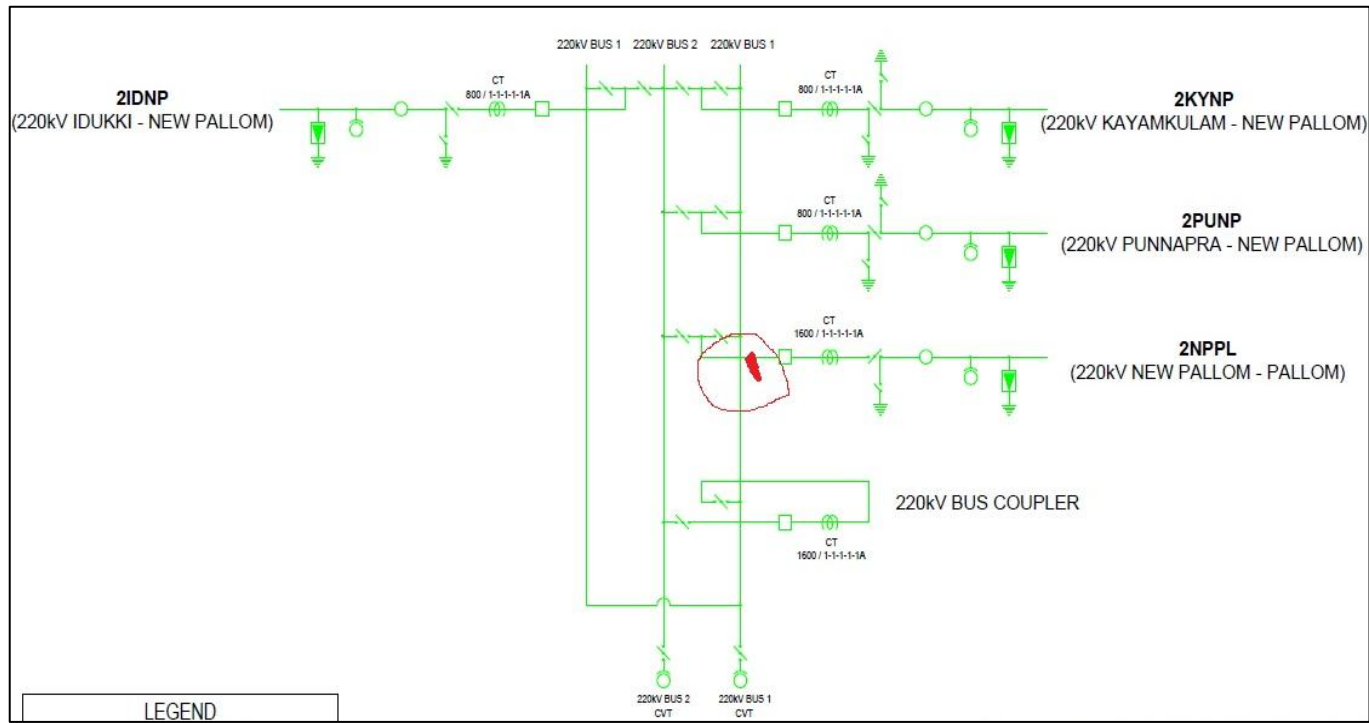 220kV BUS 1 220kV BUS 2 220kV BUS 1
2IDNP
(220kV IDUKKI - NEW PALLOM)
CT
800 / 1-1-1-1-1A
CT
800 / 1-1-1-1-1A
2KYNP
(220kV KAYAMKULAM - NEW PALLOM)
CT
800 / 1-1-1-1-1A
2PUNP
(220kV PUNNAPRA - NEW PALLOM)
CT
1600 / 1-1-1-1-1A
2NPPL
(220kV NEW PALLOM - PALLOM)
220kV BUS COUPLER
CT
1600 / 1-1-1-1-1A
220kV BUS 2
CVT
220kV BUS 1
CVT
LEGEND